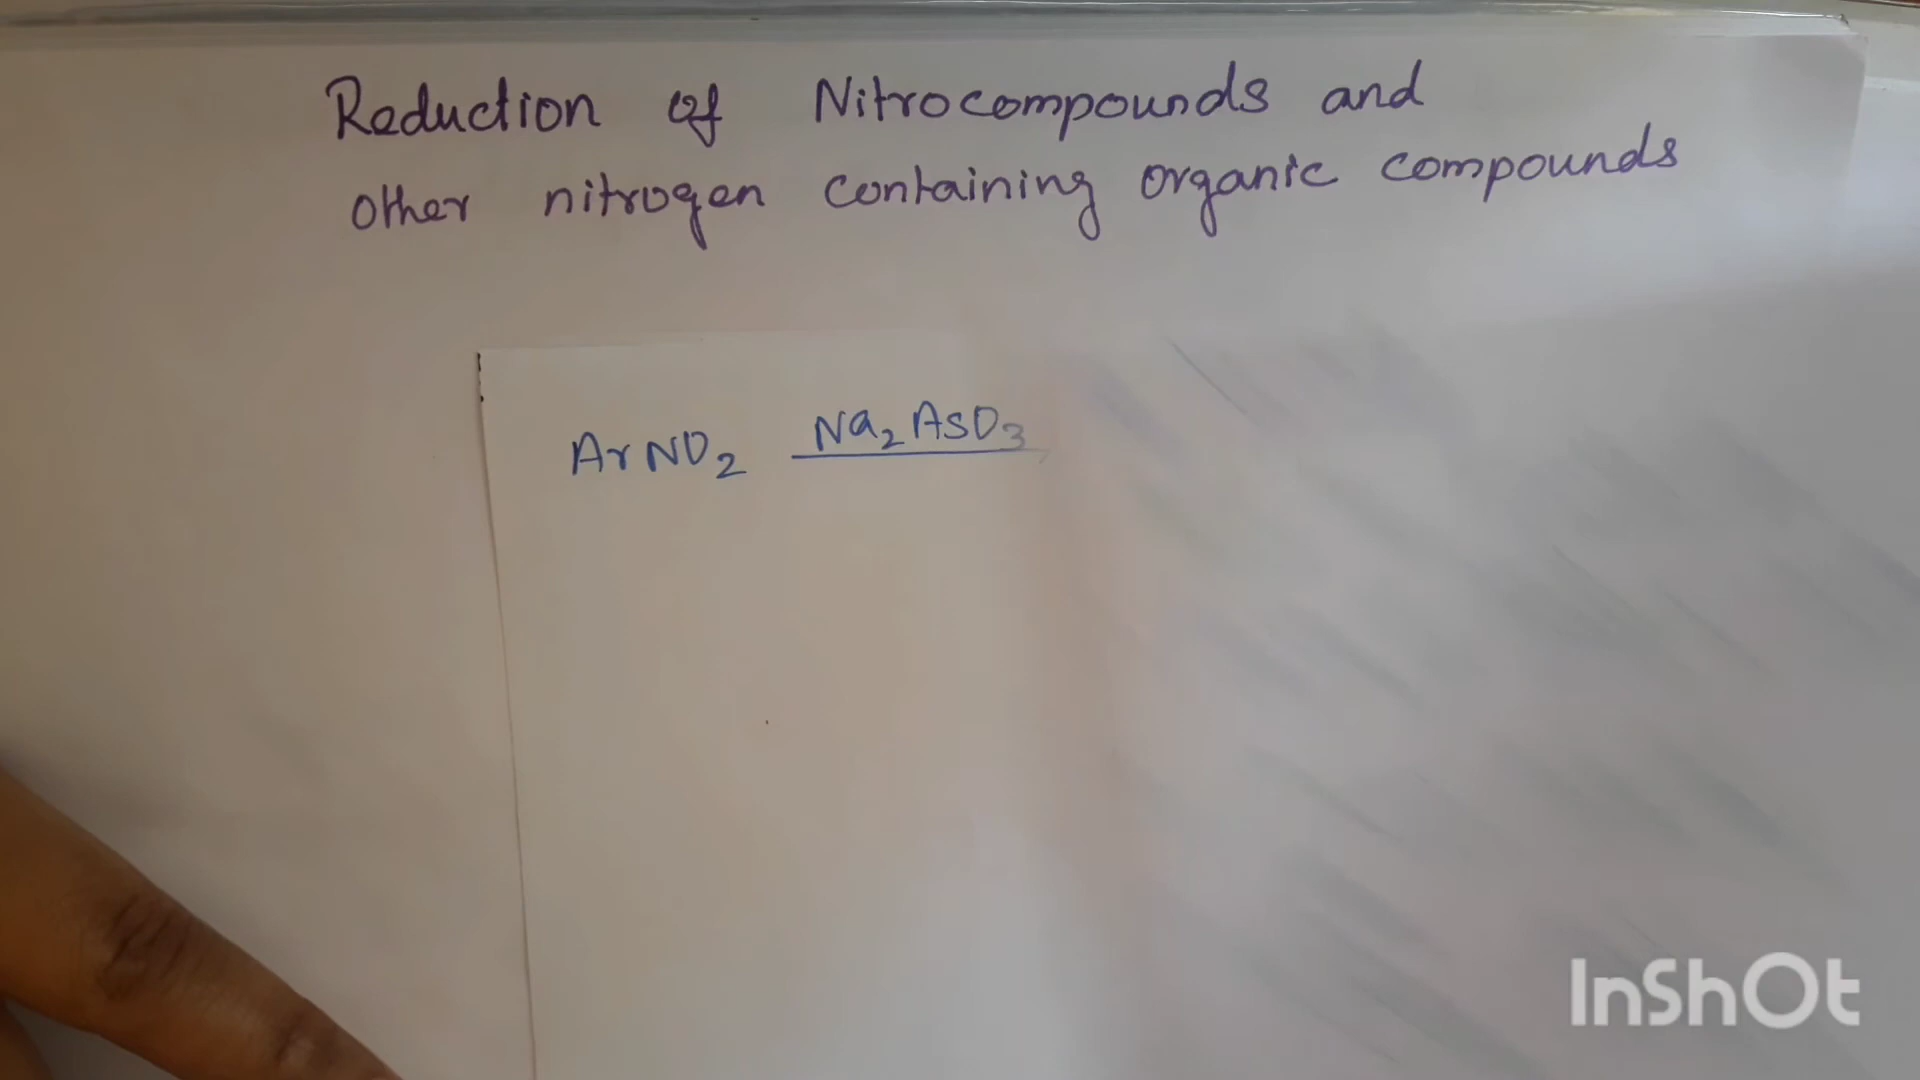 Reduction of Nitrocompounds and
other nitrogen containing organic compounds
ArNO₂ Na₂AsO₃
InShOt